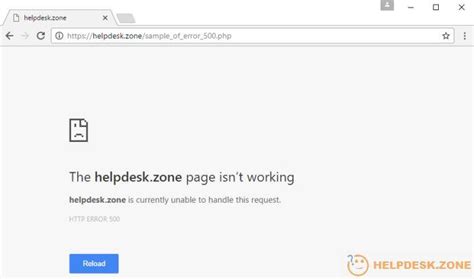 helpdesk.zone
https://helpdesk.zone/sample_of_error_500.php
The helpdesk.zone page isn't working
helpdesk.zone is currently unable to handle this request.
HTTP ERROR 500
Reload
HELPDESK.ZONE